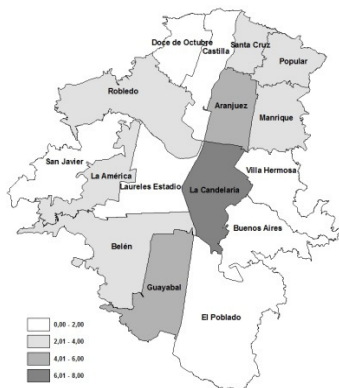 Doce de Octubre
Castilla
Santa Cruz
Popular
Robledo
Aranjuez
Manrique
San Javier
La América
Villa Hermosa
Laureles Estadio
La Candelaria
Buenos Aires
Belén
Guayabal
El Poblado
0,00 - 2,00
2,01 - 4,00
4,01 - 6,00
6,01 - 8,00